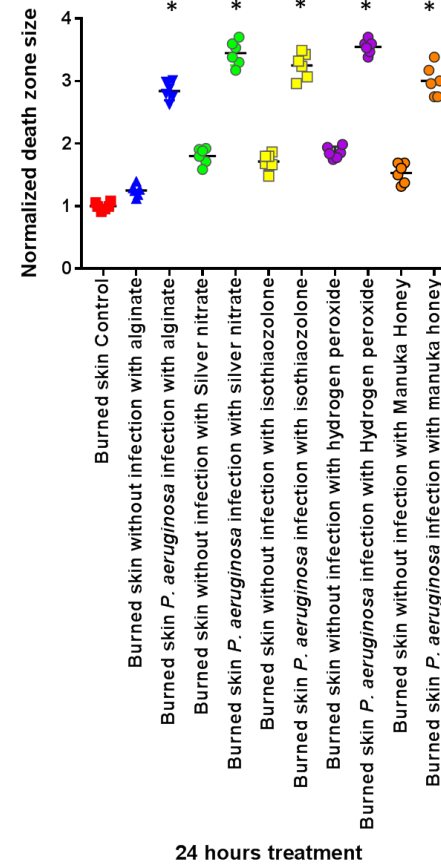 * * * * *
Normalized death zone size
4
3
2
1
0
Burned skin Control
Burned skin without infection with alginate
Burned skin P. aeruginosa infection with alginate
Burned skin without infection with Silver nitrate
Burned skin P. aeruginosa infection with silver nitrate
Burned skin without infection with isothiaozolone
Burned skin P. aeruginosa infection with isothiaozolone
Burned skin without infection with hydrogen peroxide
Burned skin P. aeruginosa infection with Hydrogen peroxide
Burned skin without infection with Manuka Honey
Burned skin P. aeruginosa infection with manuka honey
24 hours treatment